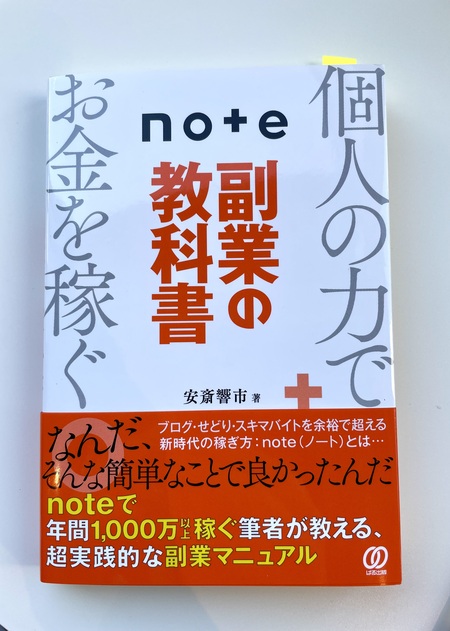 個人の力で
お金を稼ぐ
note
副業の
教科書
安斎響市 著
ブログ・せどり・スキマバイトを余裕で超える
新時代の稼ぎ方：note（ノート）とは…
なんだ、
そんな簡単なことで良かったんだ
noteで
年間1,000万以上稼ぐ筆者が教える、
超実践的な副業マニュアル
ぱる出版